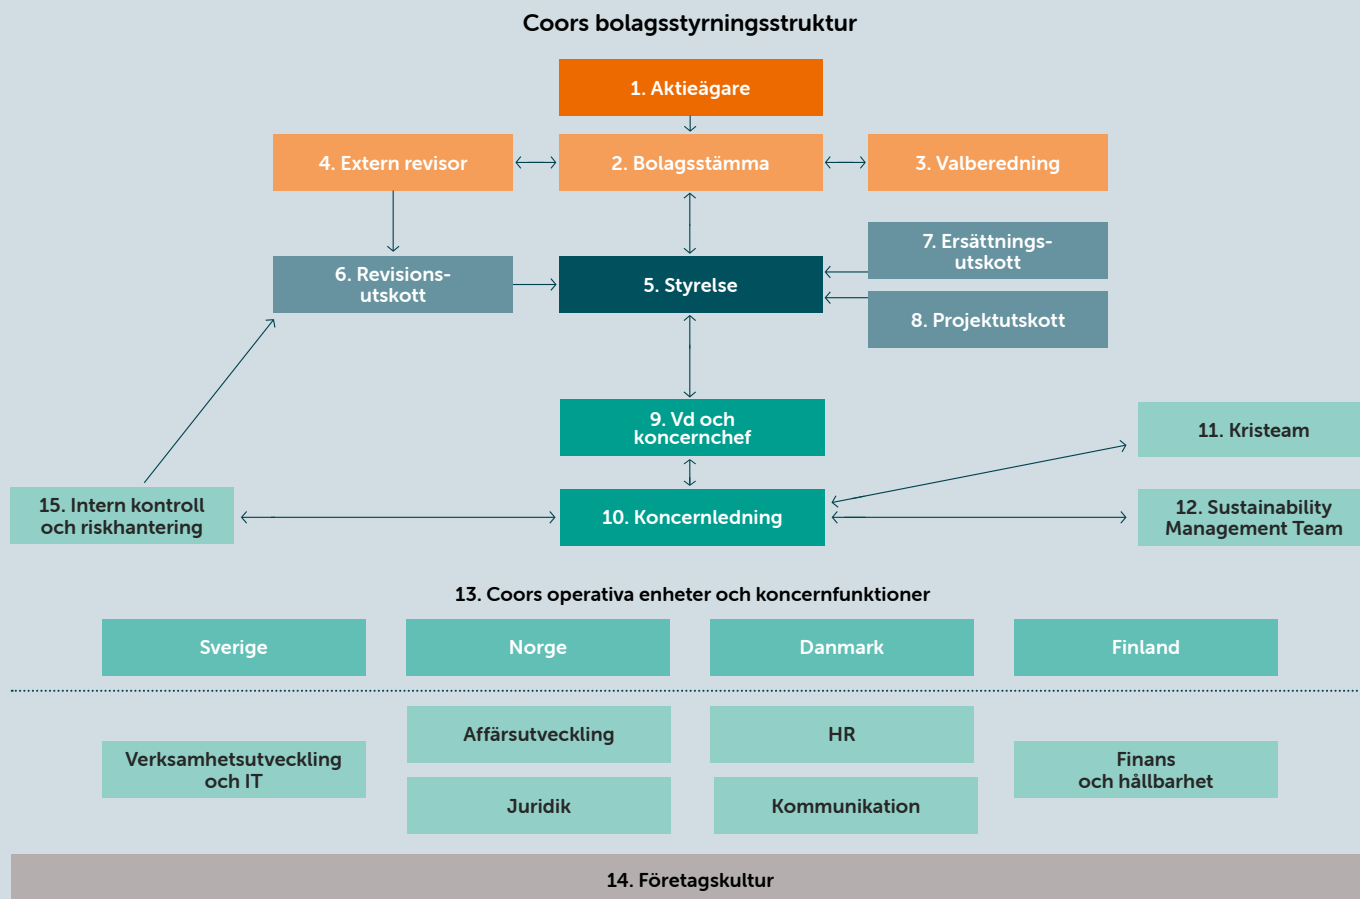 Coors bolagsstyrningsstruktur
1. Aktieägare
4. Extern revisor
2. Bolagsstämma
3. Valberedning
7. Ersättnings-
utskott
6. Revisions-
utskott
5. Styrelse
8. Projektutskott
9. Vd och
koncernchef
11. Kristeam
15. Intern kontroll
och riskhantering
10. Koncernledning
12. Sustainability
Management Team
13. Coors operativa enheter och koncernfunktioner
Sverige
Norge
Danmark
Finland
Verksamhetsutveckling
och IT
Affärsutveckling
HR
Finans
och hållbarhet
Juridik
Kommunikation
14. Företagskultur